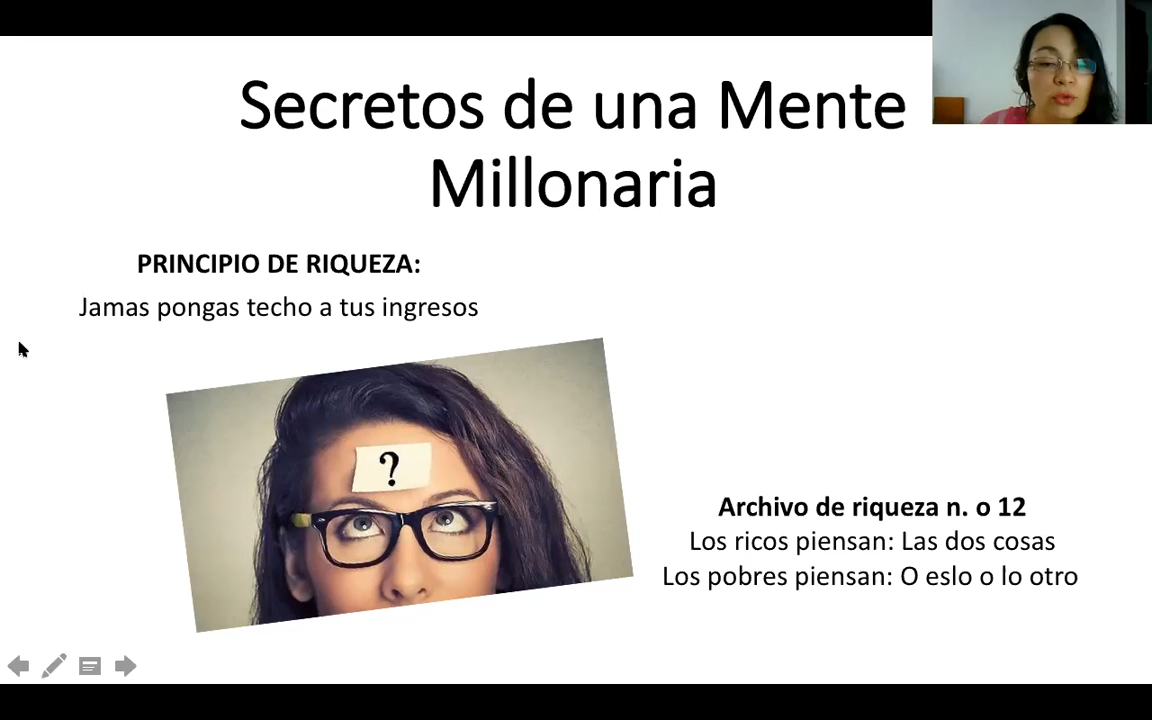 Secretos de una Mente
Millonaria
PRINCIPIO DE RIQUEZA:
Jamas pongas techo a tus ingresos
?
Archivo de riqueza n. o 12
Los ricos piensan: Las dos cosas
Los pobres piensan: O eslo o lo otro